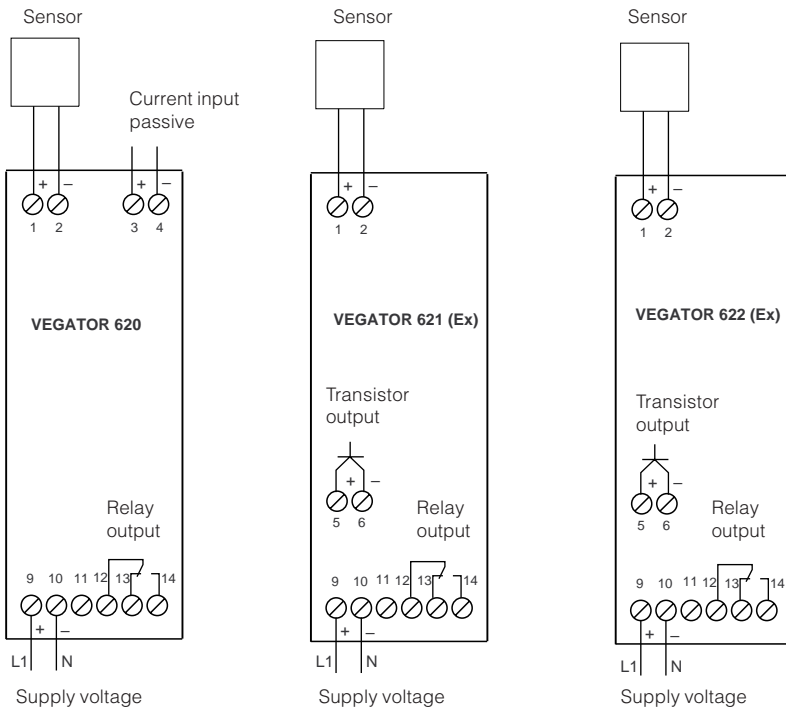 Sensor
Current input
passive
+ – + –
1 2 3 4
VEGATOR 620
Relay
output
9 10 11 12 13 14
+ –
L1 N
Supply voltage
Sensor
+ –
1 2
VEGATOR 621 (Ex)
Transistor
output
+ –
5 6
Relay
output
9 10 11 12 13 14
+ –
L1 N
Supply voltage
Sensor
+ –
1 2
VEGATOR 622 (Ex)
Transistor
output
+ –
5 6
Relay
output
9 10 11 12 13 14
+ –
L1 N
Supply voltage